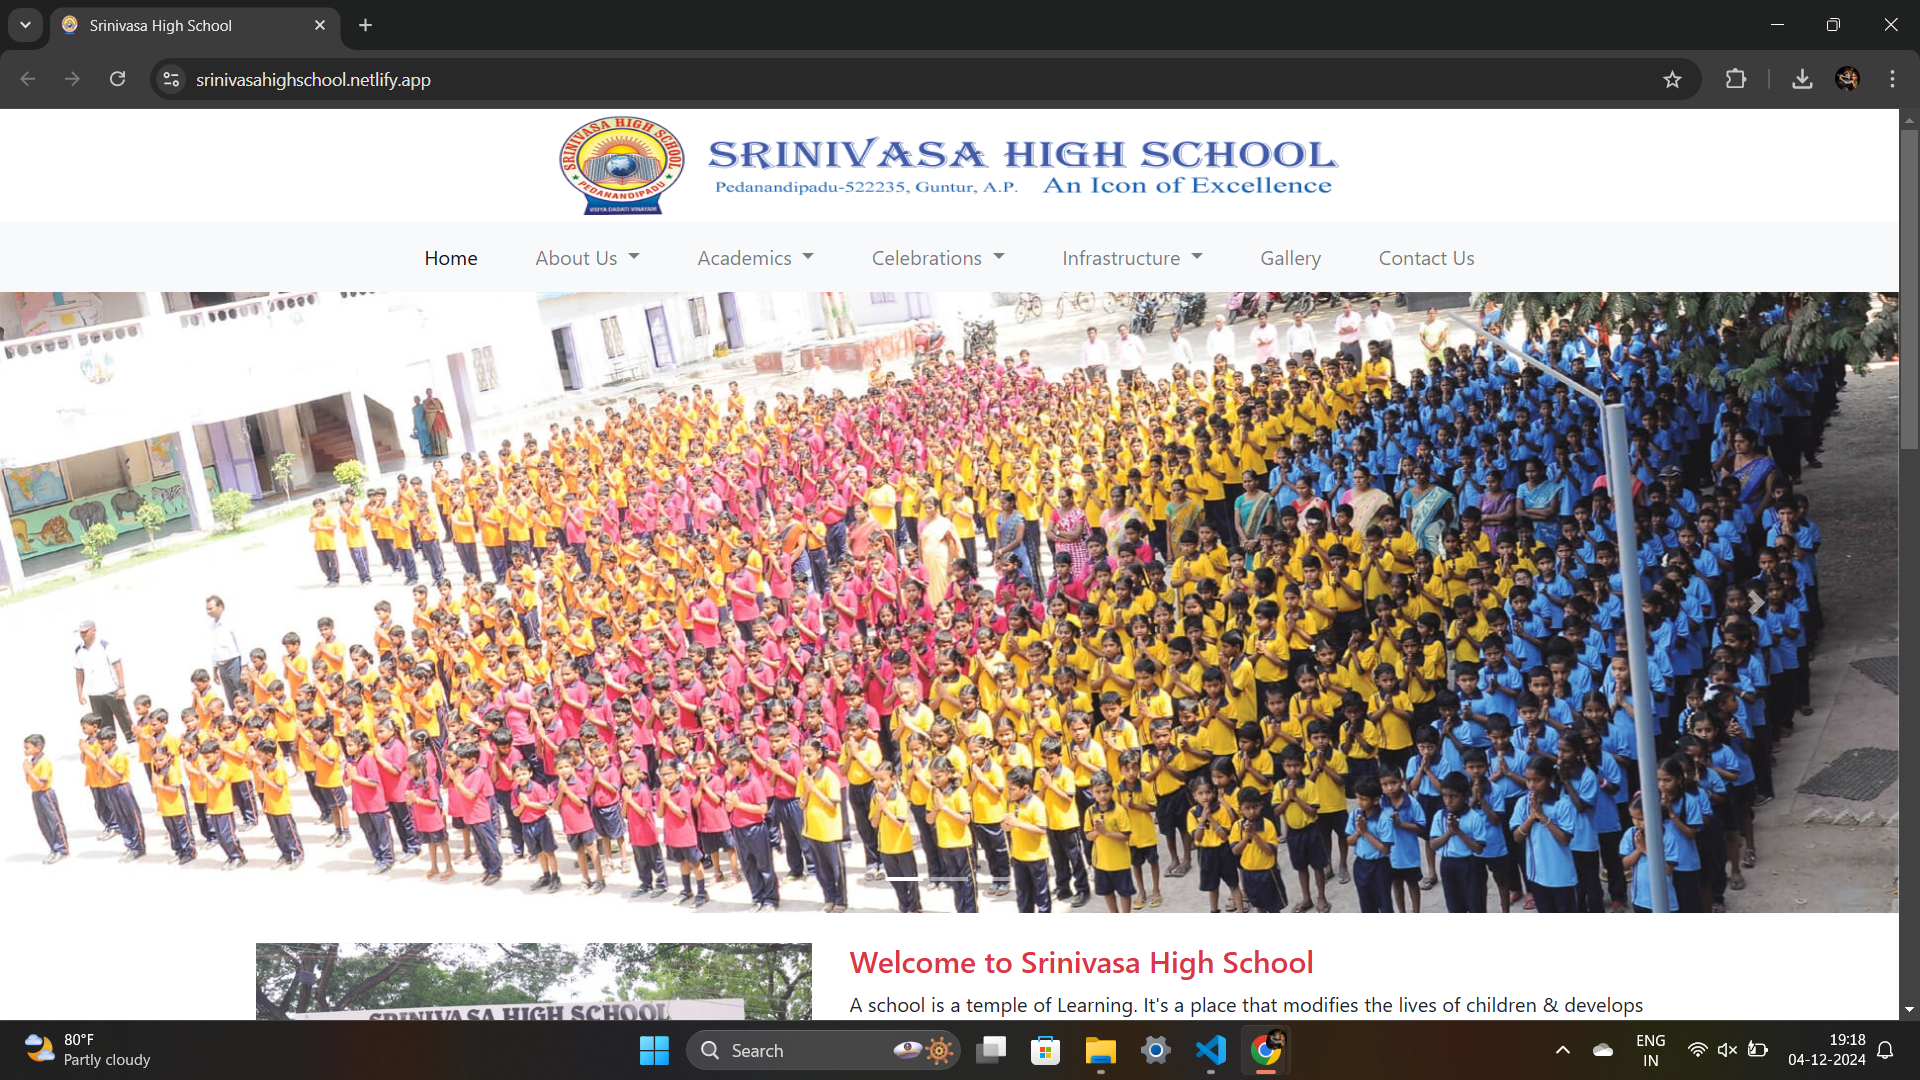 Srinivasa High School
srinivasahighschool.netlify.app
SRINIVASA HIGH SCHOOL
PEDANANDIPADU
VIDYA DADATI VINAYAM
SRINIVASA HIGH SCHOOL
Pedanandipadu-522235, Guntur, A.P. An Icon of Excellence
Home About Us Academics Celebrations Infrastructure Gallery Contact Us
Welcome to Srinivasa High School
A school is a temple of Learning. It's a place that modifies the lives of children & develops
SRINIVASA HIGH SCHOOL
80°F
Partly cloudy
Search
ENG
IN
19:18
04-12-2024